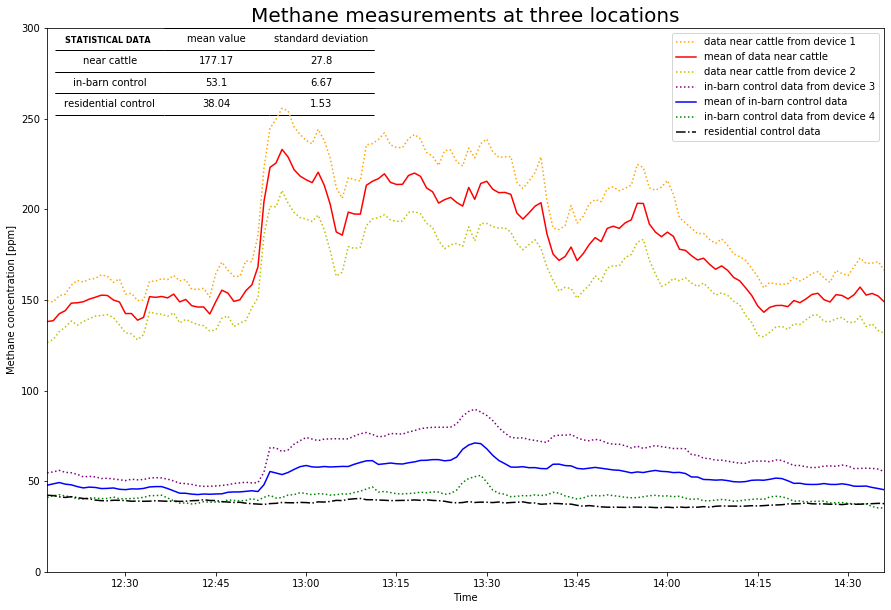 Methane measurements at three locations
STATISTICAL DATA mean value standard deviation
near cattle 177.17 27.8
in-barn control 53.1 6.67
residential control 38.04 1.53
data near cattle from device 1
mean of data near cattle
data near cattle from device 2
in-barn control data from device 3
mean of in-barn control data
in-barn control data from device 4
residential control data
Methane concentration [ppm]
300
250
200
150
100
50
0
12:30 12:45 13:00 13:15 13:30 13:45 14:00 14:15 14:30
Time